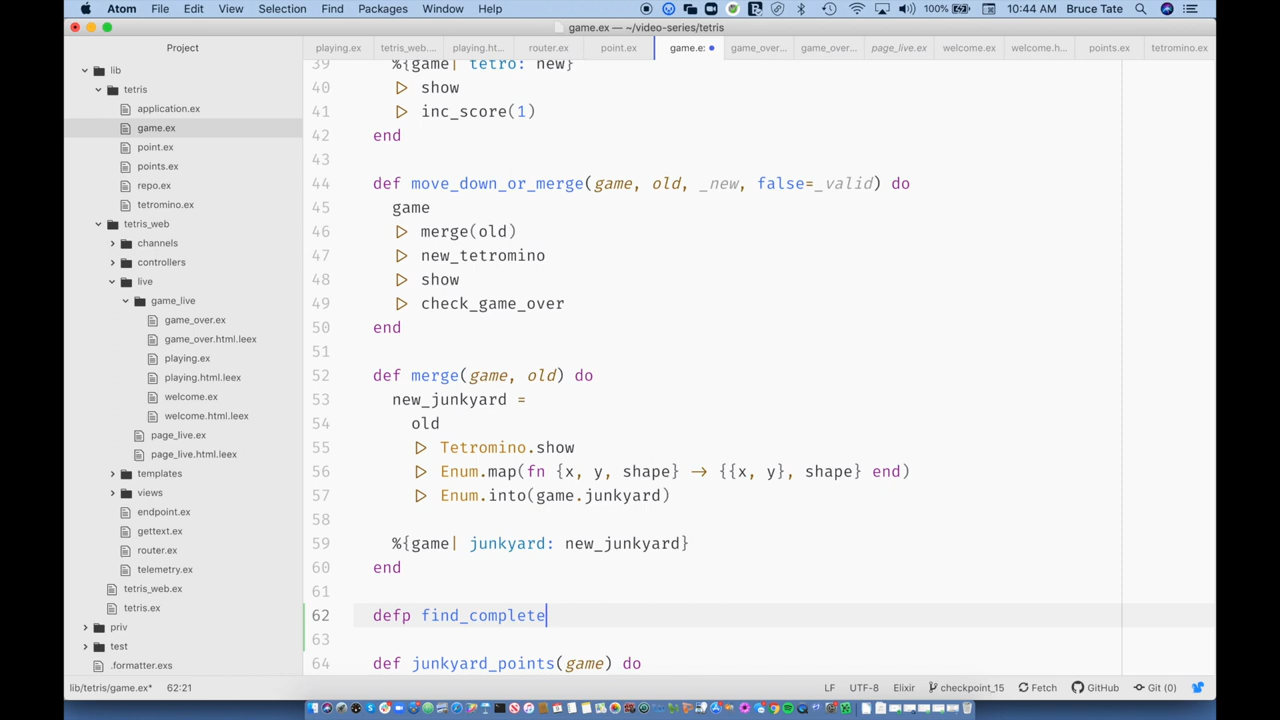 Atom File Edit View Selection Find Packages Window Help 100% 10:44 AM Bruce Tate
game.ex — ~/video-series/tetris
Project
playing.ex tetris_web.... playing.ht... router.ex point.ex game.e: game_over... game_over... page_live.ex welcome.ex welcome.h... points.ex tetromino.ex
lib
tetris
application.ex
game.ex
point.ex
points.ex
repo.ex
tetromino.ex
tetris_web
channels
controllers
live
game_live
game_over.ex
game_over.html.leex
playing.ex
playing.html.leex
welcome.ex
welcome.html.leex
page_live.ex
page_live.html.leex
templates
views
endpoint.ex
gettext.ex
router.ex
telemetry.ex
tetris_web.ex
tetris.ex
priv
test
.formatter.exs
39 %{game| tetro: new}
40 ▷ show
41 ▷ inc_score(1)
42 end
43
44 def move_down_or_merge(game, old, _new, false=_valid) do
45 game
46 ▷ merge(old)
47 ▷ new_tetromino
48 ▷ show
49 ▷ check_game_over
50 end
51
52 def merge(game, old) do
53 new_junkyard =
54 old
55 ▷ Tetromino.show
56 ▷ Enum.map(fn {x, y, shape} → {{x, y}, shape} end)
57 ▷ Enum.into(game.junkyard)
58
59 %{game| junkyard: new_junkyard}
60 end
61
62 defp find_complete
63
64 def junkyard_points(game) do
lib/tetris/game.ex* 62:21 LF UTF-8 Elixir checkpoint_15 Fetch GitHub Git (0)